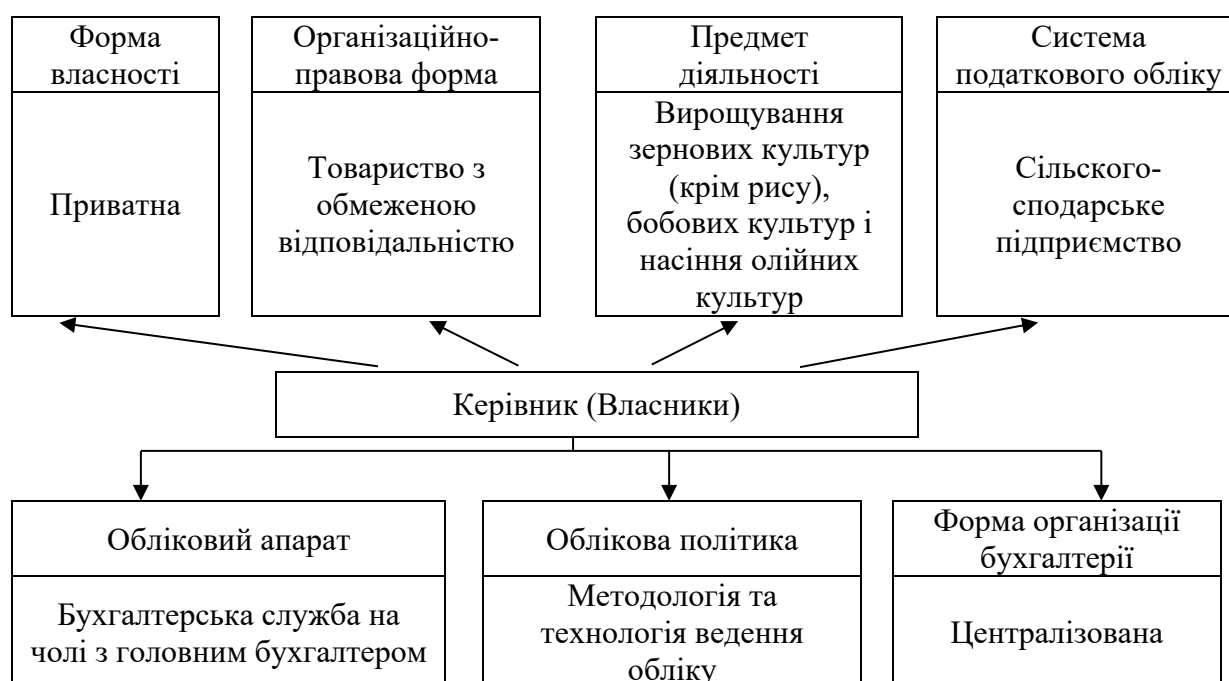 Форма
власності
Приватна
Організаційно-
правова форма
Товариство з
обмеженою
відповідальністю
Предмет
діяльності
Вирощування
зернових культур
(крім рису),
бобових культур і
насіння олійних
культур
Система
податкового обліку
Сільского-
сподарське
підприємство
Керівник (Власники)
Обліковий апарат
Бухгалтерська служба на
чолі з головним бухгалтером
Облікова політика
Методологія та
технологія ведення
обліку
Форма організації
бухгалтерії
Централізована